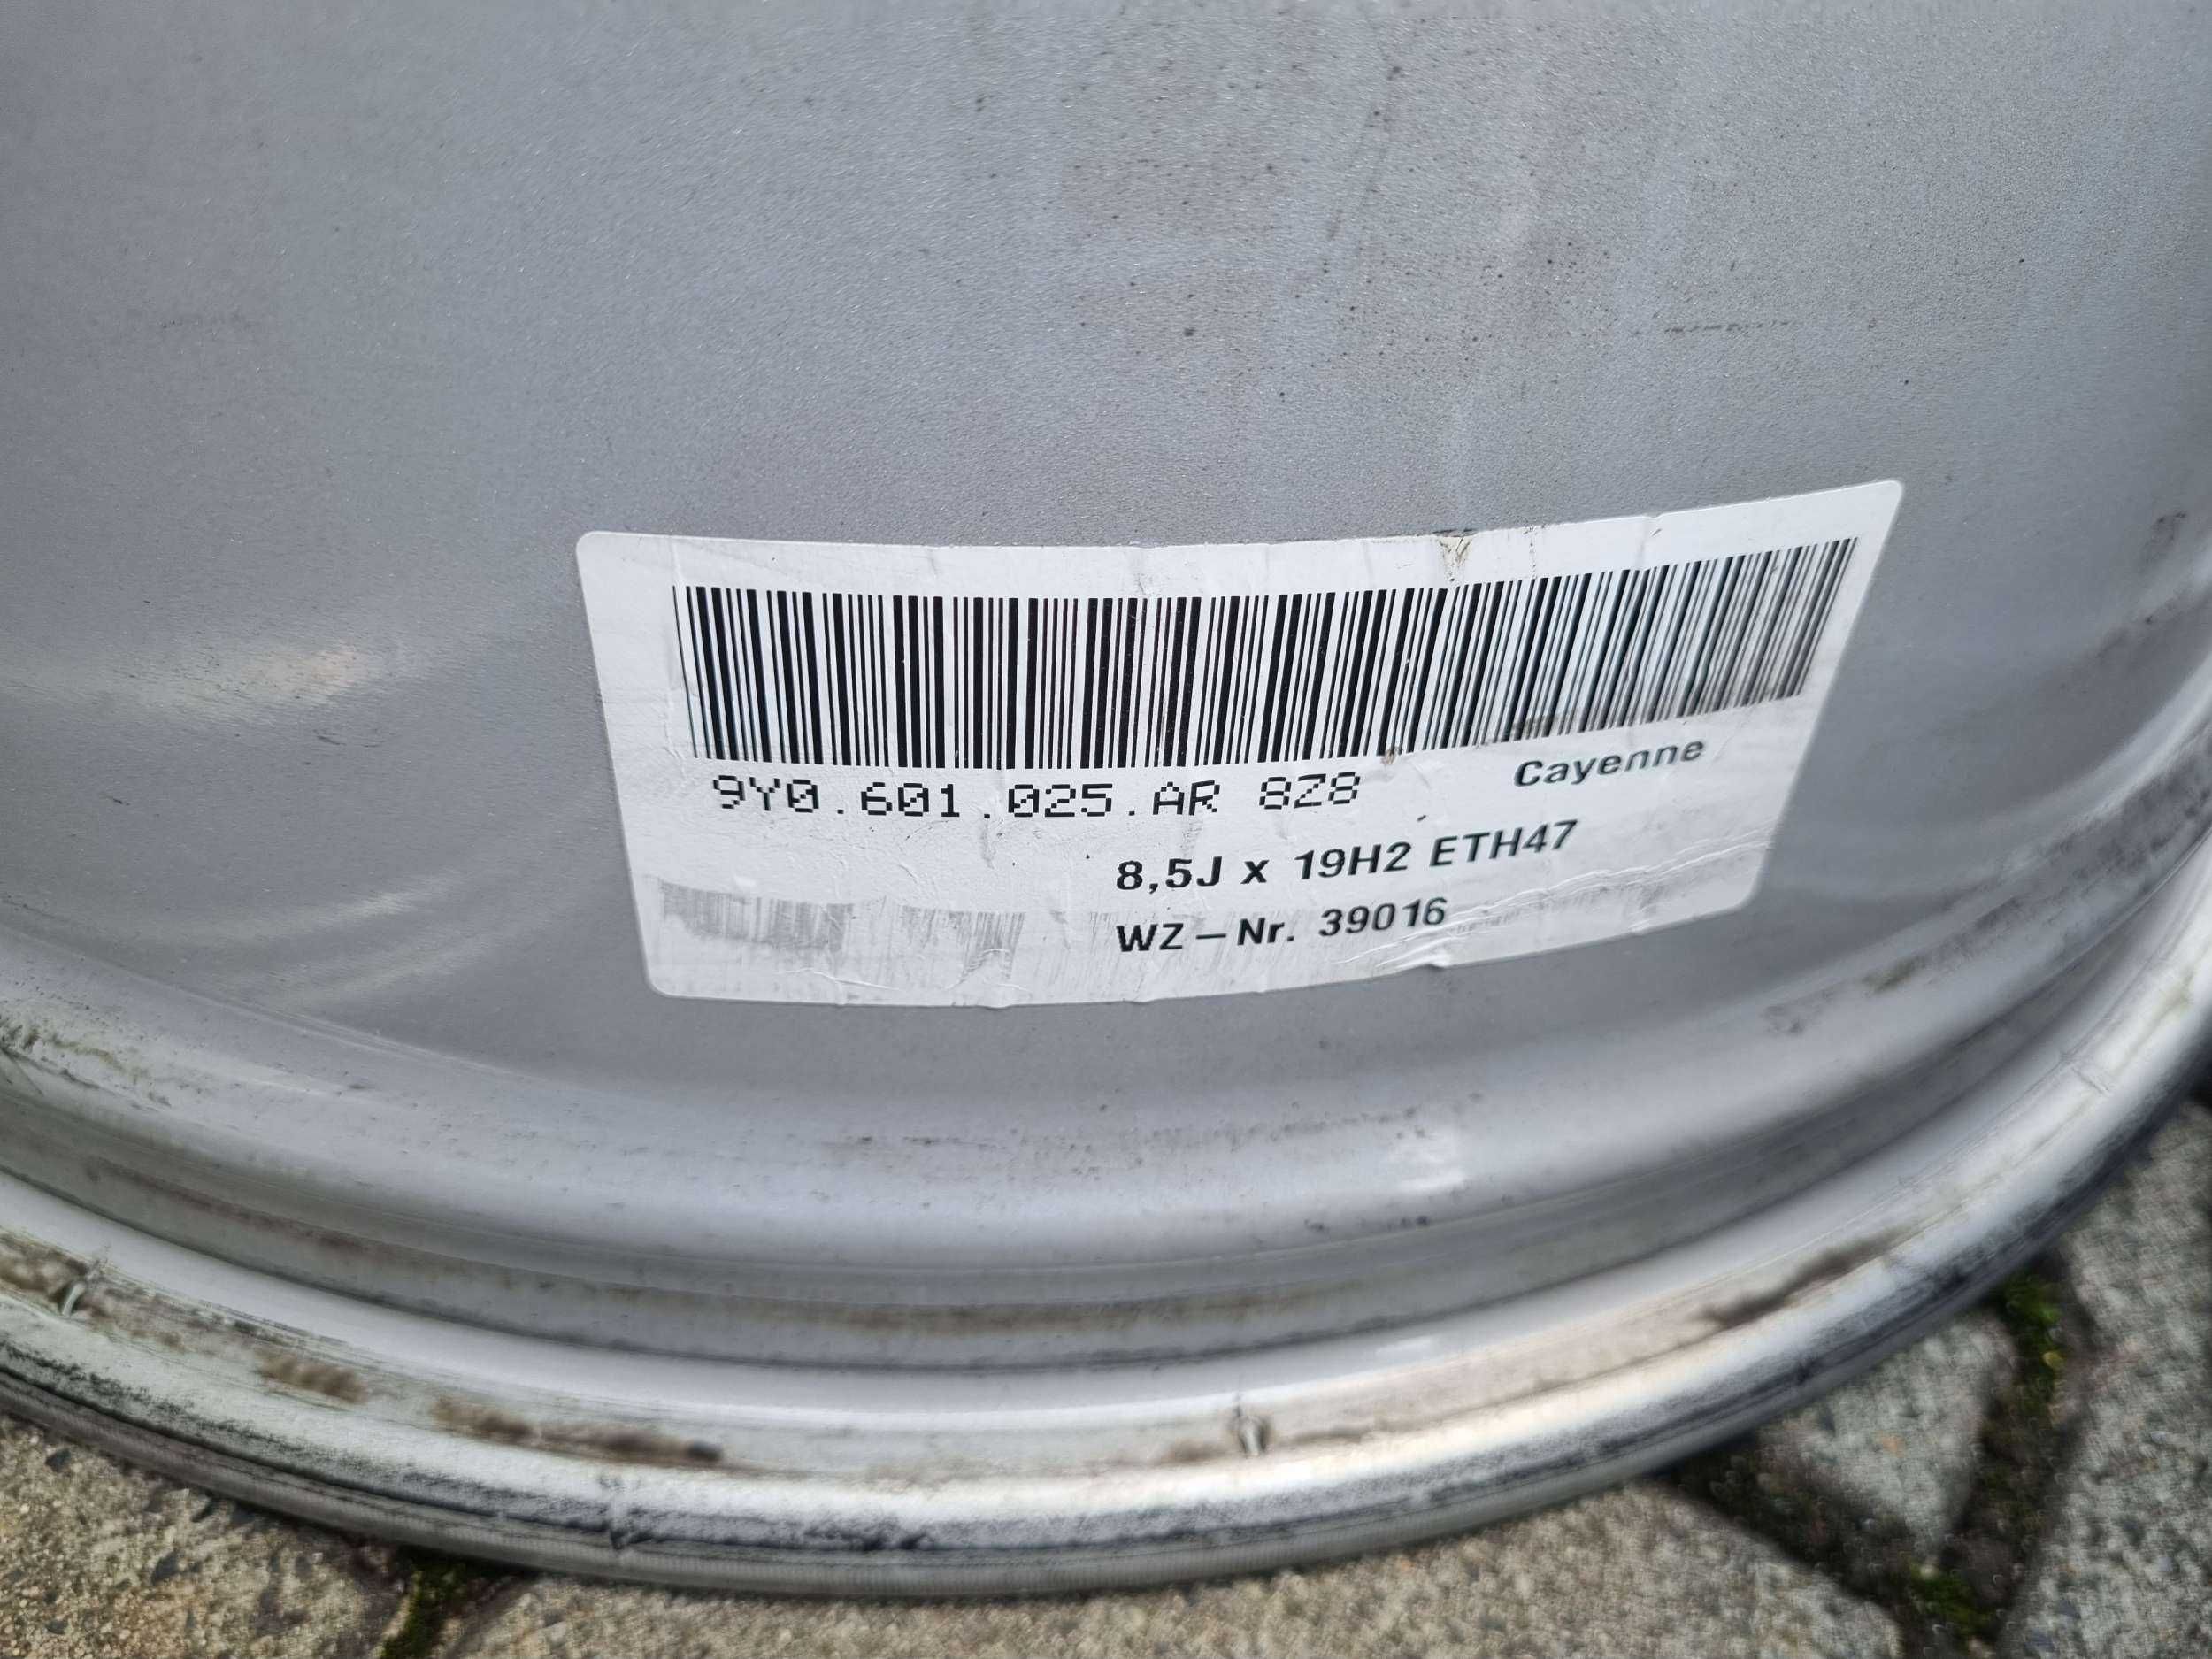 9Y0.601.025.AR 8Z8
Cayenne
8,5J x 19H2 ETH47
WZ – Nr. 39016